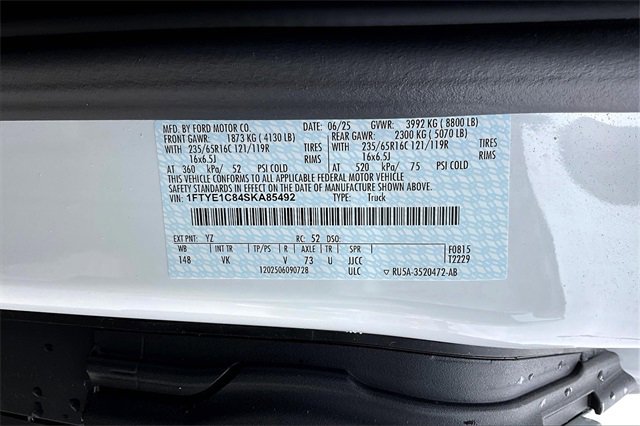 MFD. BY FORD MOTOR CO. DATE: 06/25 GVWR: 3992 KG ( 8800 LB)
FRONT GAWR: 1873 KG ( 4130 LB) REAR GAWR: 2300 KG ( 5070 LB)
WITH 235/65R16C 121/119R TIRES WITH 235/65R16C 121/119R TIRES
16x6.5J RIMS 16x6.5J RIMS
AT 360 kPa/ 52 PSI COLD AT 520 kPa/ 75 PSI COLD
THIS VEHICLE CONFORMS TO ALL APPLICABLE FEDERAL MOTOR VEHICLE
SAFETY STANDARDS IN EFFECT ON THE DATE OF MANUFACTURE SHOWN ABOVE.
VIN: 1FTYE1C84SKA85492 TYPE: Truck
EXT PNT: YZ RC: 52 DSO:
WB INT TR TP/PS R AXLE TR SPR F0815
148 VK V 73 U JJCC T2229
1202506090728 ULC RU5A-3520472-AB